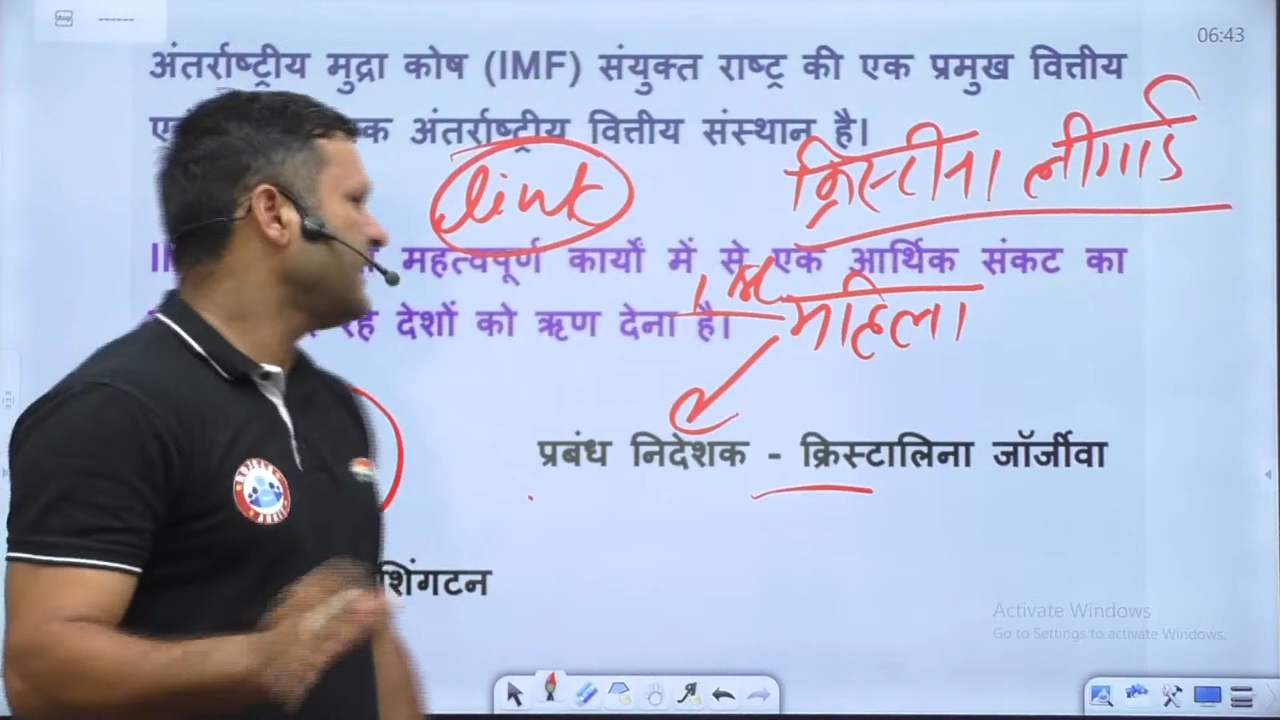 06:43
अंतर्राष्ट्रीय मुद्रा कोष (IMF) संयुक्त राष्ट्र की एक प्रमुख वित्तीय
अंतर्राष्ट्रीय वित्तीय संस्थान है।
क्रिस्टीना लीगार्ड
महत्वपूर्ण कार्यों में से एक आर्थिक संकट का
रहे देशों को ऋण देना है।
महिला
प्रबंध निदेशक - क्रिस्टालिना जॉर्जीवा
शिंगटन
Activate Windows
Go to Settings to activate Windows.